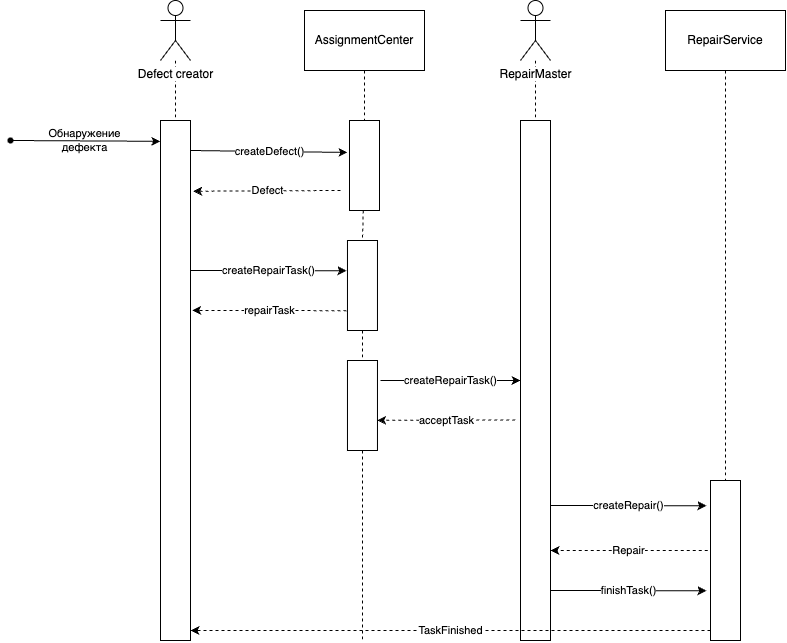 AssignmentCenter
RepairService
Defect creator
RepairMaster
Обнаружение
дефекта
createDefect()
Defect
createRepairTask()
repairTask
createRepairTask()
acceptTask
createRepair()
Repair
finishTask()
TaskFinished